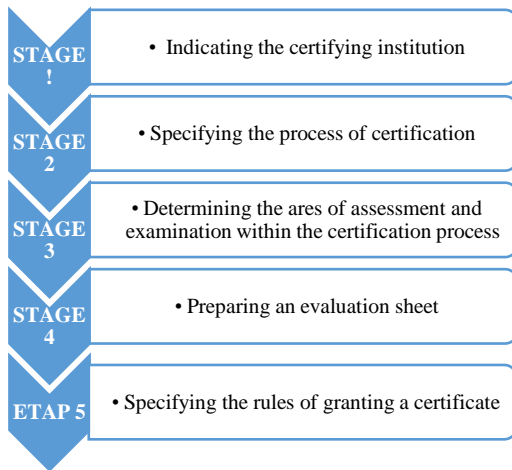 STAGE
!
• Indicating the certifying institution
STAGE
2
• Specifying the process of certification
STAGE
3
• Determining the ares of assessment and
examination within the certification process
STAGE
4
• Preparing an evaluation sheet
ETAP 5
• Specifying the rules of granting a certificate